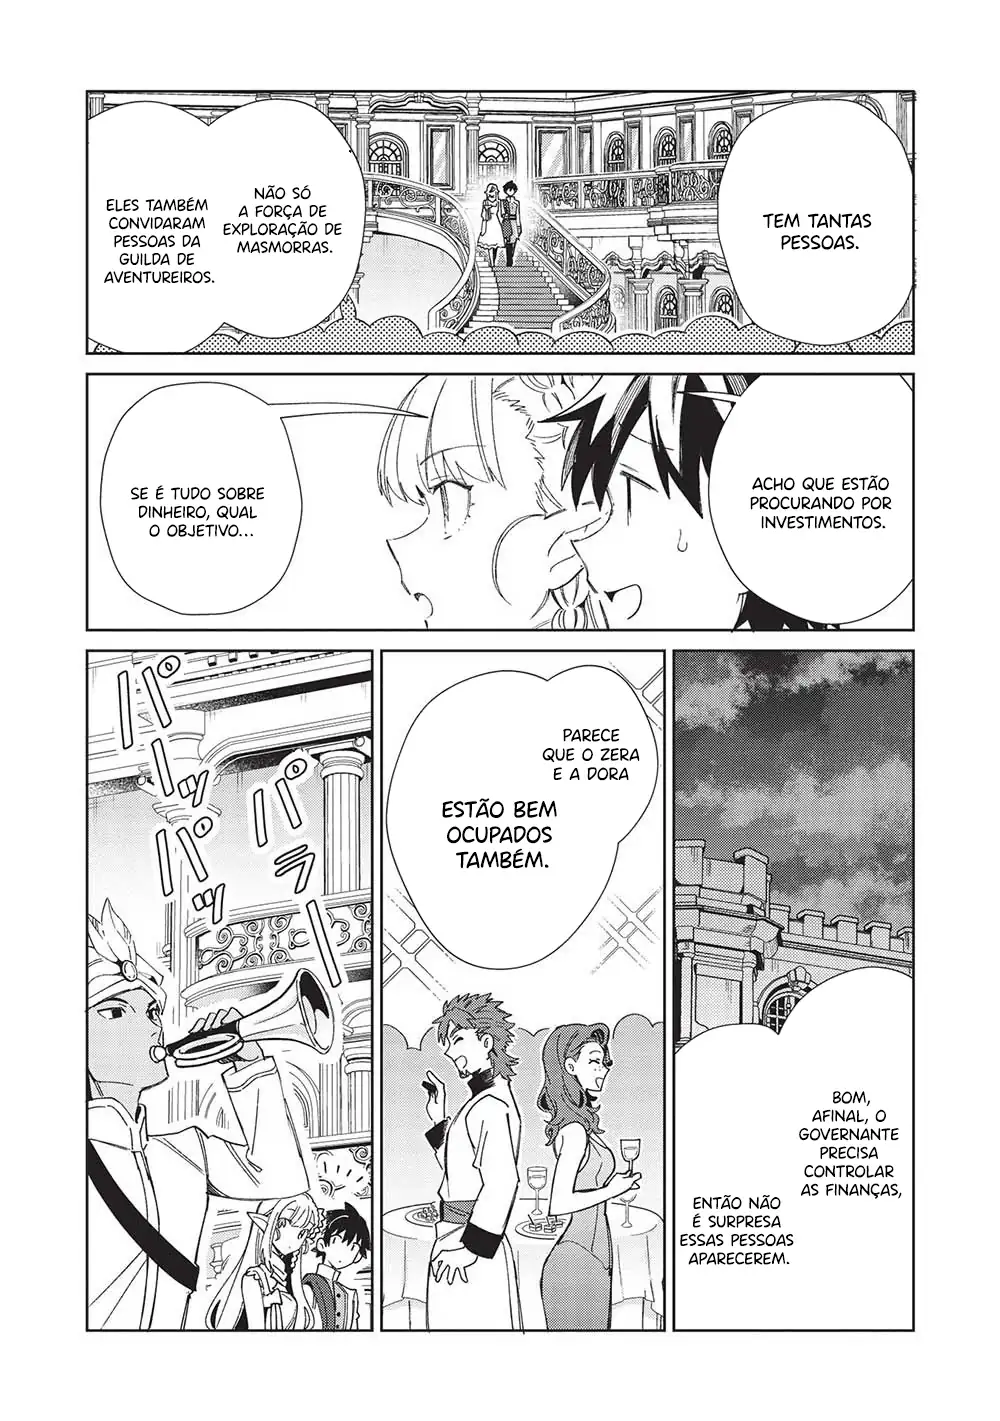 TEM TANTAS
PESSOAS.
NÃO SÓ
A FORÇA DE
EXPLORAÇÃO DE
MASMORRAS.
ELES TAMBÉM
CONVIDARAM
PESSOAS DA
GUILDA DE
AVENTUREIROS.
ACHO QUE ESTÃO
PROCURANDO POR
INVESTIMENTOS.
SE É TUDO SOBRE
DINHEIRO, QUAL
O OBJETIVO...
BOM,
AFINAL, O
GOVERNANTE
PRECISA
CONTROLAR
AS FINANÇAS,
ENTÃO NÃO
É SURPRESA
ESSAS PESSOAS
APARECEREM.
PARECE
QUE O ZERA
E A DORA
ESTÃO BEM
OCUPADOS
TAMBÉM.
パパッ
パッパー